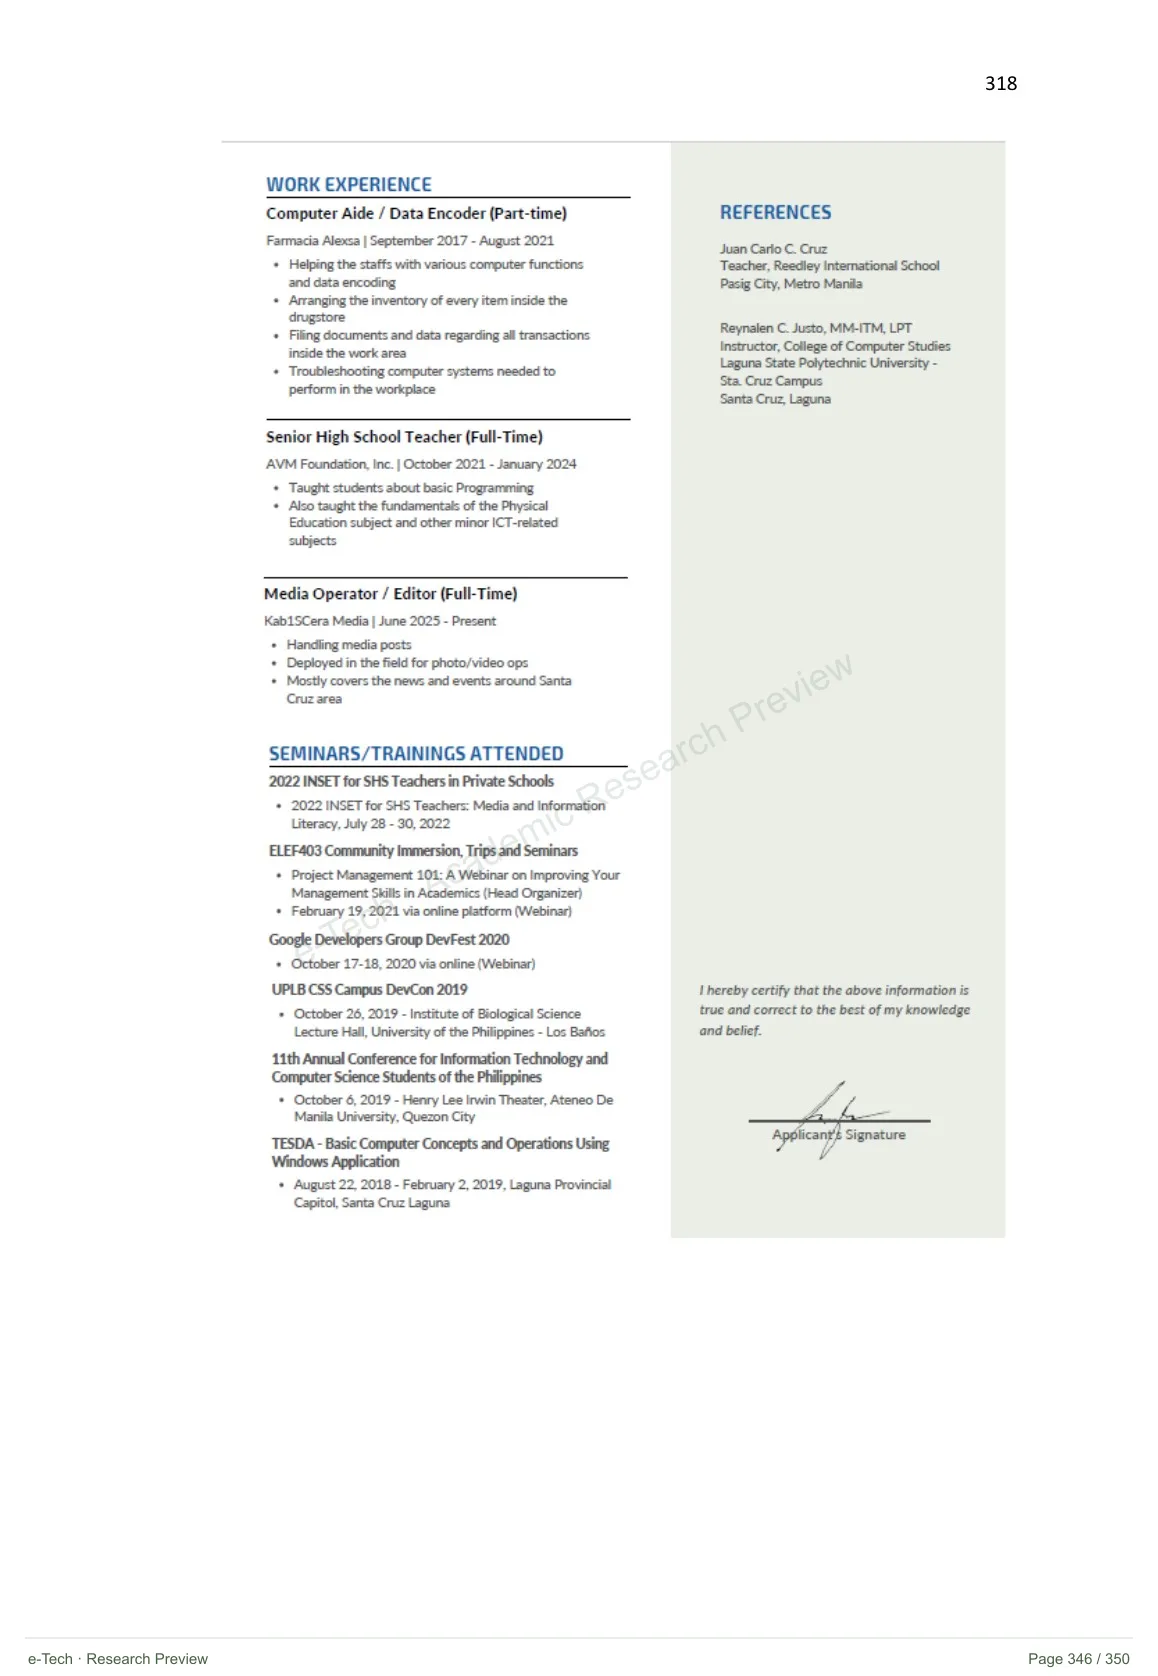 318
WORK EXPERIENCE
Computer Aide / Data Encoder (Part-time)
Farmacia Alexsa | September 2017 - August 2021
• Helping the staffs with various computer functions
and data encoding
• Arranging the inventory of every item inside the
drugstore
• Filing documents and data regarding all transactions
inside the work area
• Troubleshooting computer systems needed to
perform in the workplace
Senior High School Teacher (Full-Time)
AVM Foundation, Inc. | October 2021 - January 2024
• Taught students about basic Programming
• Also taught the fundamentals of the Physical
Education subject and other minor ICT-related
subjects
Media Operator / Editor (Full-Time)
Kab1SCera Media | June 2025 - Present
• Handling media posts
• Deployed in the field for photo/video ops
• Mostly covers the news and events around Santa
Cruz area
SEMINARS/TRAININGS ATTENDED
2022 INSET for SHS Teachers in Private Schools
• 2022 INSET for SHS Teachers: Media and Information
Literacy, July 28 - 30, 2022
ELEF403 Community Immersion, Trips and Seminars
• Project Management 101: A Webinar on Improving Your
Management Skills in Academics (Head Organizer)
• February 19, 2021 via online platform (Webinar)
Google Developers Group DevFest 2020
• October 17-18, 2020 via online (Webinar)
UPLB CSS Campus DevCon 2019
• October 26, 2019 - Institute of Biological Science
Lecture Hall, University of the Philippines - Los Baños
11th Annual Conference for Information Technology and
Computer Science Students of the Philippines
• October 6, 2019 - Henry Lee Irwin Theater, Ateneo De
Manila University, Quezon City
TESDA - Basic Computer Concepts and Operations Using
Windows Application
• August 22, 2018 - February 2, 2019, Laguna Provincial
Capitol, Santa Cruz Laguna
REFERENCES
Juan Carlo C. Cruz
Teacher, Reedley International School
Pasig City, Metro Manila
Reynalen C. Justo, MM-ITM, LPT
Instructor, College of Computer Studies
Laguna State Polytechnic University -
Sta. Cruz Campus
Santa Cruz, Laguna
I hereby certify that the above information is
true and correct to the best of my knowledge
and belief.
Applicant's Signature
e-Tech · Academic Research Preview
e-Tech · Research Preview
Page 346 / 350